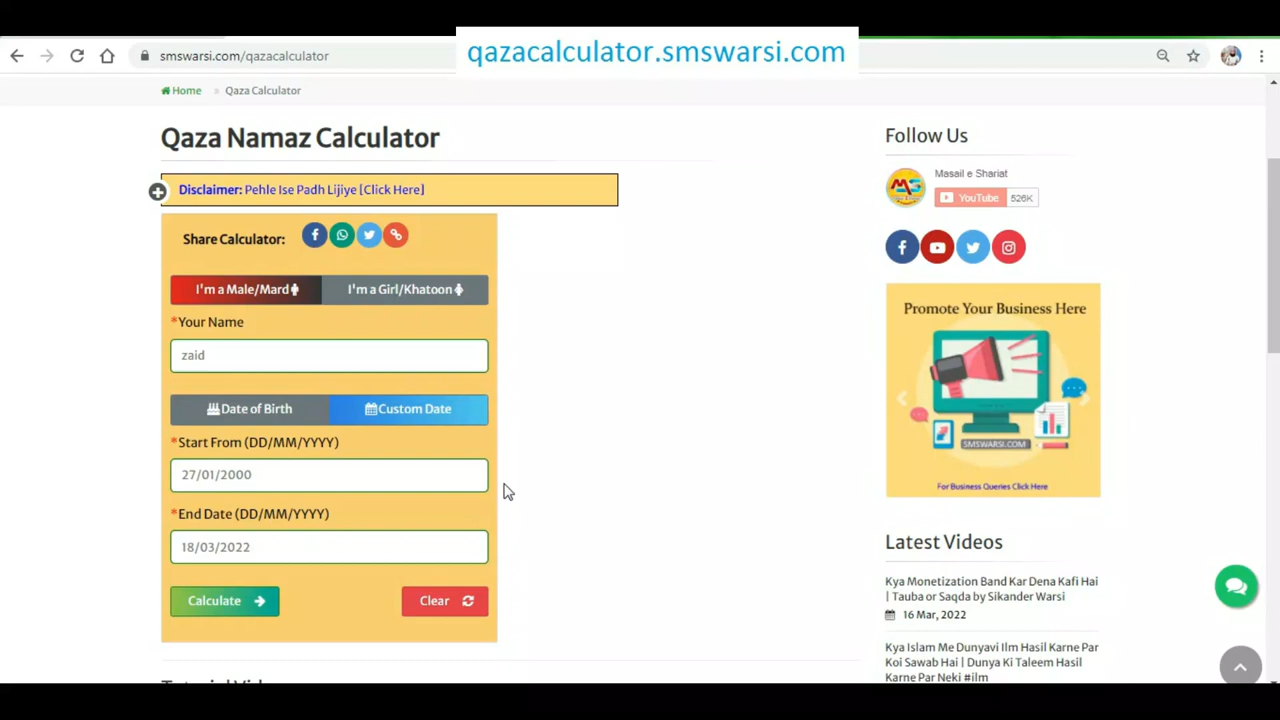 qazacalculator.smswarsi.com
smswarsi.com/qazacalculator
Home » Qaza Calculator
Qaza Namaz Calculator
Disclaimer: Pehle Ise Padh Lijiye [Click Here]
Share Calculator:
I'm a Male/Mard
I'm a Girl/Khatoon
*Your Name
zaid
Date of Birth
Custom Date
*Start From (DD/MM/YYYY)
27/01/2000
*End Date (DD/MM/YYYY)
18/03/2022
Calculate
Clear
Follow Us
Masail e Shariat
YouTube 526K
Promote Your Business Here
SMSWARSI.COM
For Business Queries Click Here
Latest Videos
Kya Monetization Band Kar Dena Kafi Hai
| Tauba or Saqda by Sikander Warsi
16 Mar, 2022
Kya Islam Me Dunyavi Ilm Hasil Karne Par
Koi Sawab Hai | Dunya Ki Taleem Hasil
Karne Par Neki #ilm